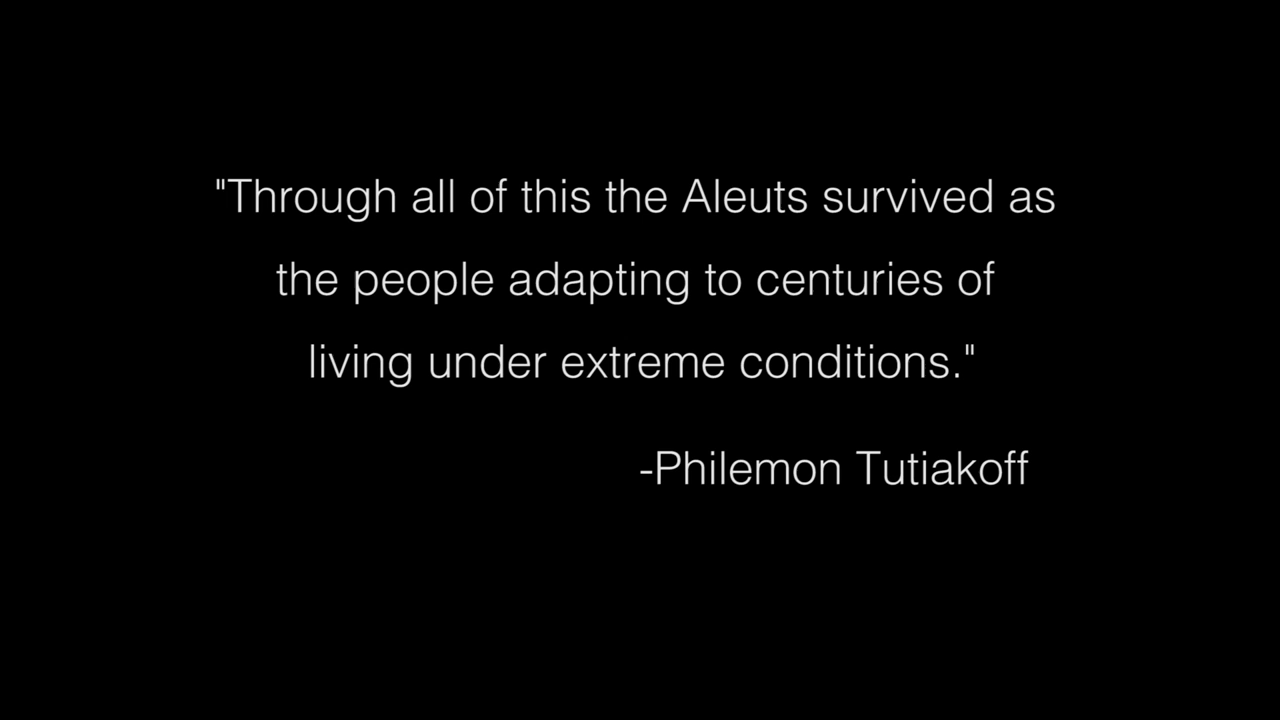 "Through all of this the Aleuts survived as
the people adapting to centuries of
living under extreme conditions."
-Philemon Tutiakoff